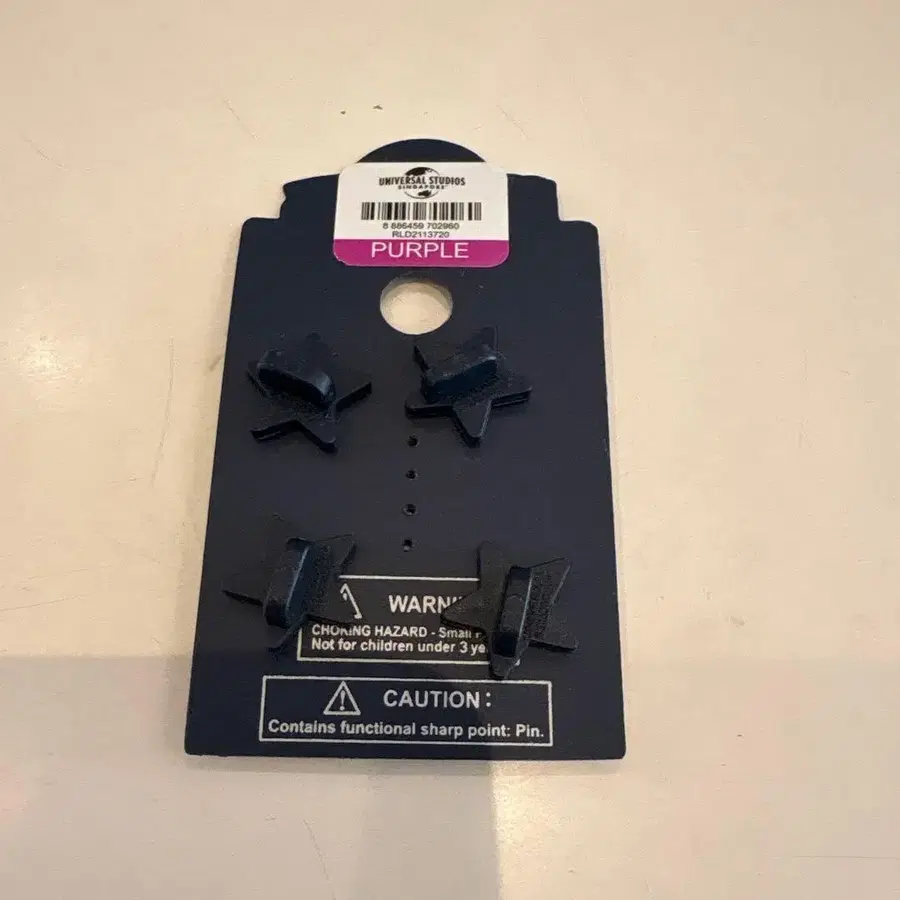 UNIVERSAL STUDIOS
SINGAPORE
8 886459 702960
RLD2113720
PURPLE
CHOKING HAZARD - Small
Not for children under 3
CAUTION :
Contains functional sharp point: Pin.